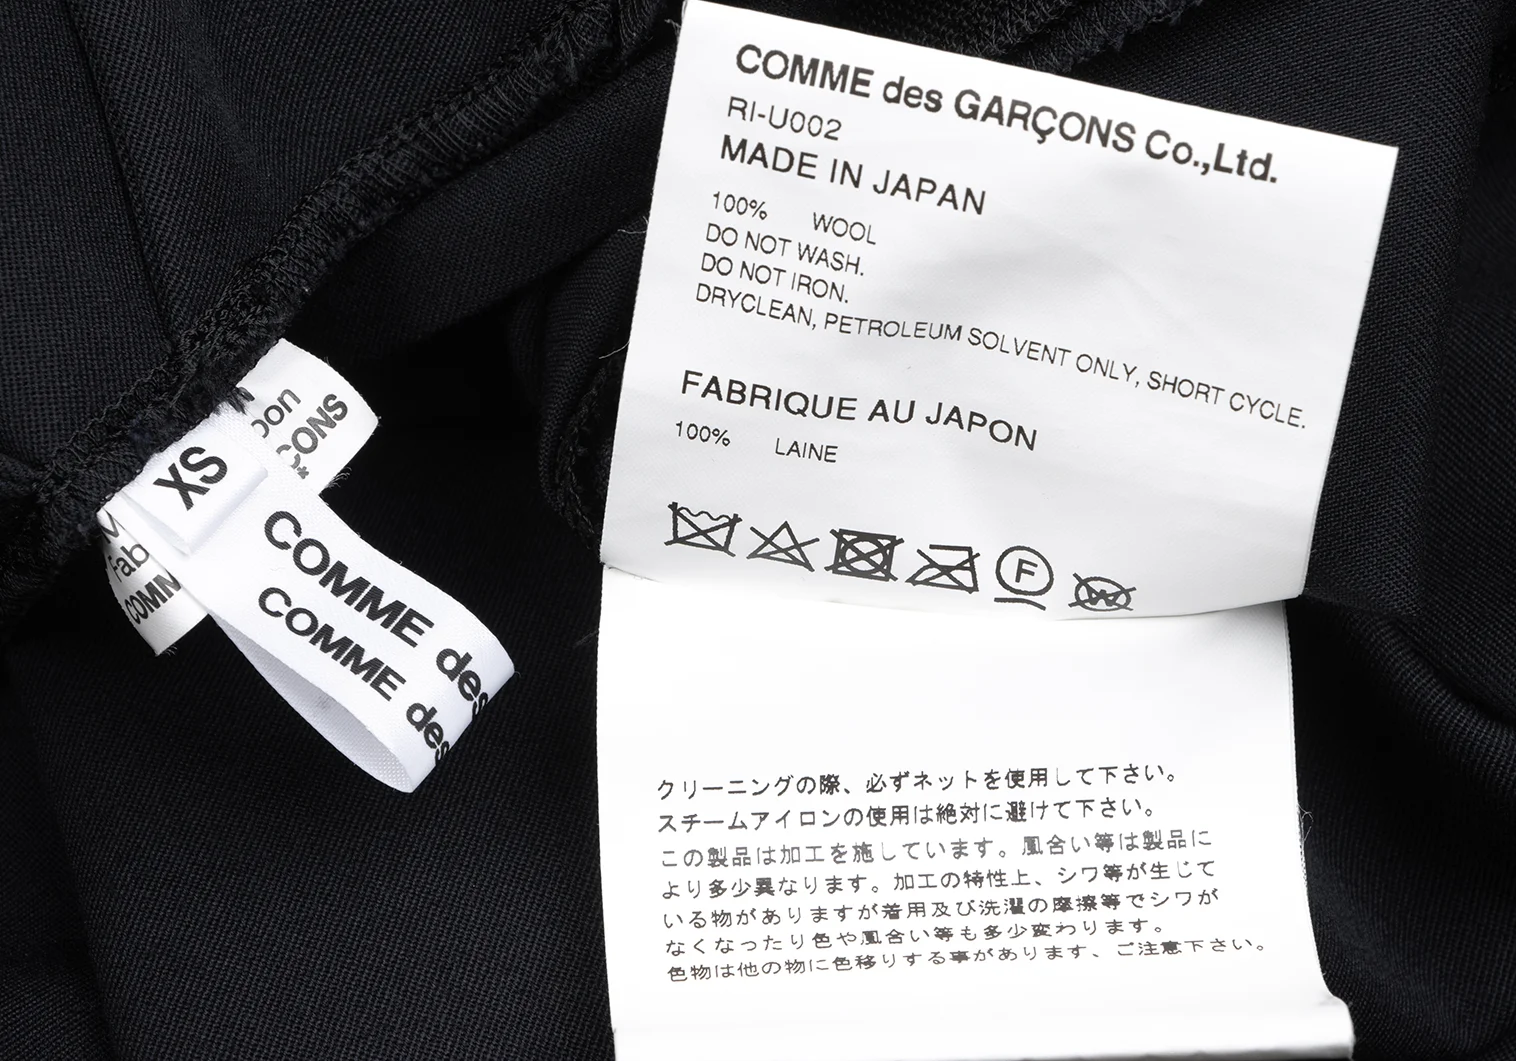 COMME des GARÇONS Co.,Ltd.
RI-U002
MADE IN JAPAN
100% WOOL
DO NOT WASH.
DO NOT IRON.
DRYCLEAN, PETROLEUM SOLVENT ONLY, SHORT CYCLE.
FABRIQUE AU JAPON
100% LAINE
F
W
クリーニングの際、必ずネットを使用して下さい。
スチームアイロンの使用は絶対に避けて下さい。
この製品は加工を施しています。風合い等は製品に
より多少異なります。加工の特性上、シワ等が生じて
いる物がありますが着用及び洗濯の摩擦等でシワが
なくなったり色や風合い等も多少変わります。
色物は他の物に色移りする事があります、ご注意下さい。
XS
COMME des
COMME des
Fab
COMM
pon
ÇONS